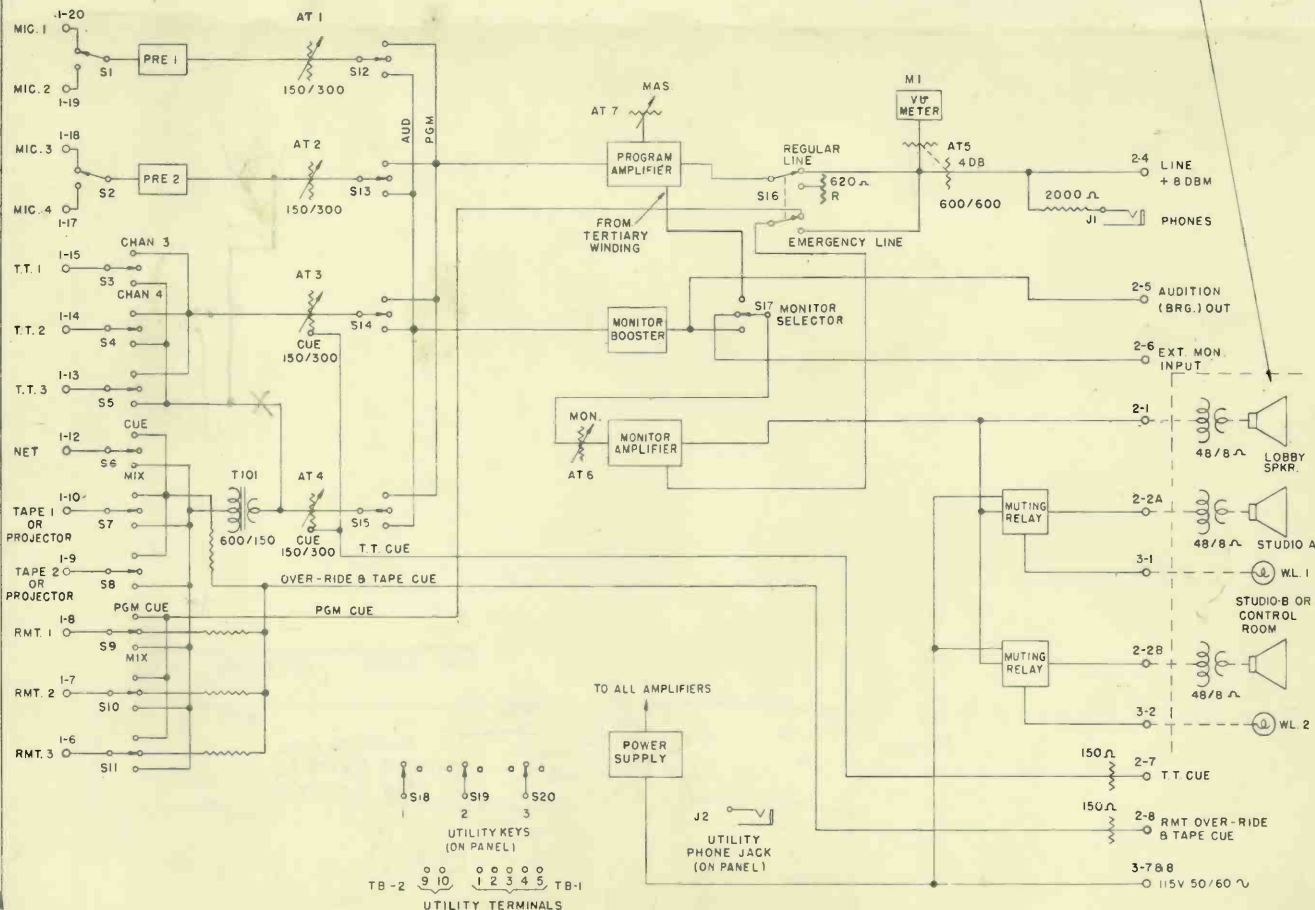 1-20
MIC. 1
S1
PRE 1
AT 1
150/300
S12
MIC. 2
1-19
1-18
MIC. 3
S2
PRE 2
AT 2
150/300
S13
MIC. 4
1-17
AUD
PGM
1-15
T.T. 1
S3
CHAN 3
CHAN 4
1-14
T.T. 2
S4
1-13
T.T. 3
S5
AT 3
CUE
150/300
S14
1-12
NET
S6
CUE
MIX
1-10
TAPE 1
OR
PROJECTOR
S7
1-9
TAPE 2
OR
PROJECTOR
S8
T101
600/150
AT 4
CUE
150/300
S15
T.T. CUE
OVER-RIDE & TAPE CUE
PGM CUE
1-8
RMT. 1
S9
PGM CUE
MIX
1-7
RMT. 2
S10
1-6
RMT. 3
S11
MAS
AT 7
PROGRAM
AMPLIFIER
FROM
TERTIARY
WINDING
REGULAR
LINE
S16
620 Ω
R
EMERGENCY LINE
M1
VU
METER
AT5
4 DB
600/600
2000 Ω
J1
PHONES
2-4
LINE
+ 8 DBM
MONITOR
BOOSTER
S17
MONITOR
SELECTOR
2-5
AUDITION
(BRG.) OUT
2-6
EXT. MON.
INPUT
MON.
AT 6
MONITOR
AMPLIFIER
2-1
48/8 Ω
LOBBY
SPKR.
MUTING
RELAY
2-2A
48/8 Ω
STUDIO A
3-1
W.L. 1
STUDIO-B OR
CONTROL
ROOM
MUTING
RELAY
2-2B
48/8 Ω
3-2
W.L. 2
150 Ω
2-7
T.T. CUE
150 Ω
2-8
RMT OVER-RIDE
& TAPE CUE
3-7&8
115V 50/60 ~
TO ALL AMPLIFIERS
POWER
SUPPLY
J2
UTILITY
PHONE JACK
(ON PANEL)
S18
S19
S20
1
2
3
UTILITY KEYS
(ON PANEL)
TB-2
9 10
1 2 3 4 5
TB-1
UTILITY TERMINALS